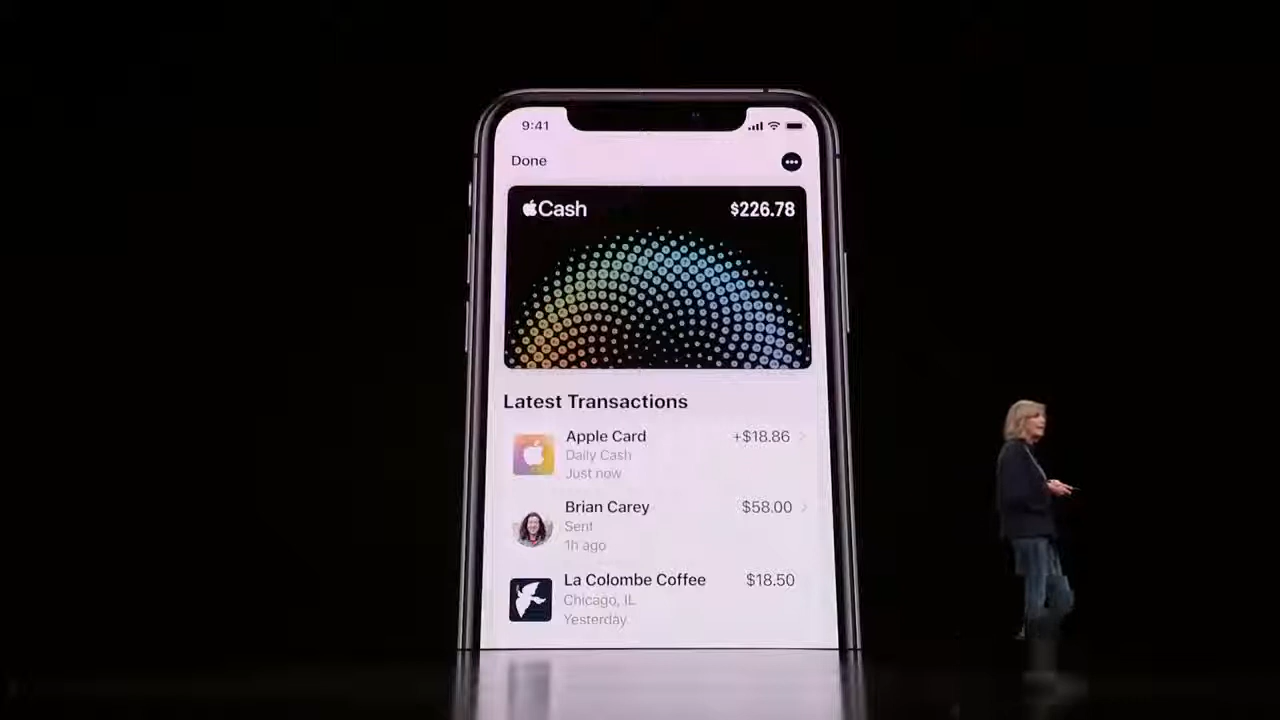 9:41
Done
Cash $226.78
Latest Transactions
Apple Card +$18.86
Daily Cash
Just now
Brian Carey $58.00
Sent
1h ago
La Colombe Coffee $18.50
Chicago, IL
Yesterday